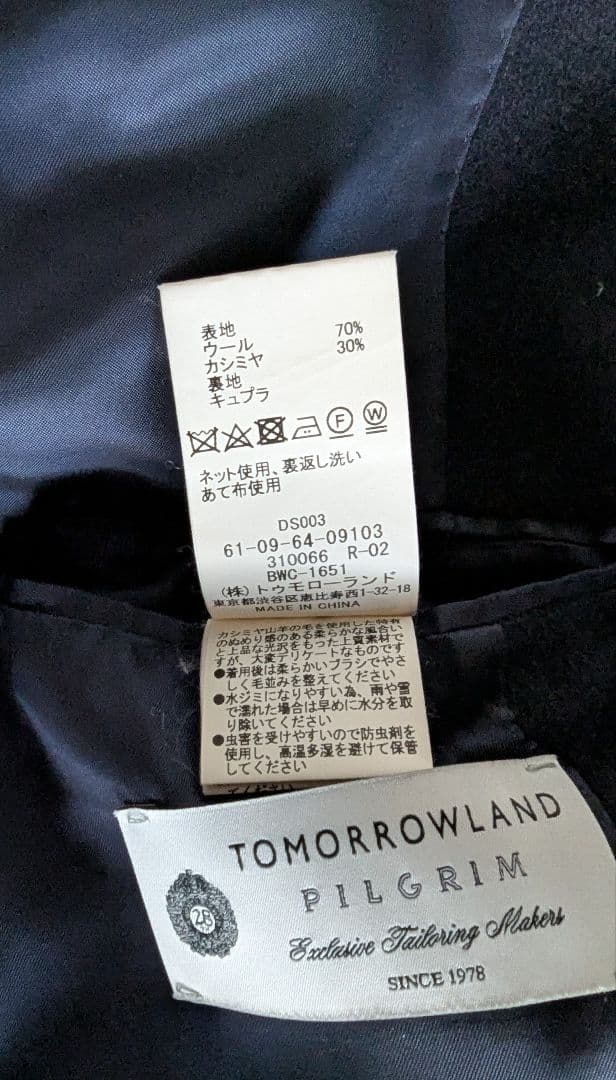 表地
ウール 70%
カシミヤ 30%
裏地
キュプラ
F W
ネット使用、裏返し洗い
あて布使用
DS003
61-09-64-09103
310066 R-02
BWC-1651
(株)トゥモローランド
東京都渋谷区恵比寿西1-32-18
MADE IN CHINA
カシミヤ山羊の毛を使用した特有
のぬめり感のある柔らかな風合い
と上品な光沢をもった上質素材で
すが、大変デリケートなものです
●着用後は柔らかいブラシでやさ
しく毛並みを整えてください
●水ジミになりやすい為、雨や雪
で濡れた場合は早めに水分を取
り除いてください
●虫害を受けやすいので防虫剤を
使用し、高温多湿を避けて保管
してください
てください
TOMORROWLAND
PILGRIM
28
Exclusive Tailoring Makers
SINCE 1978